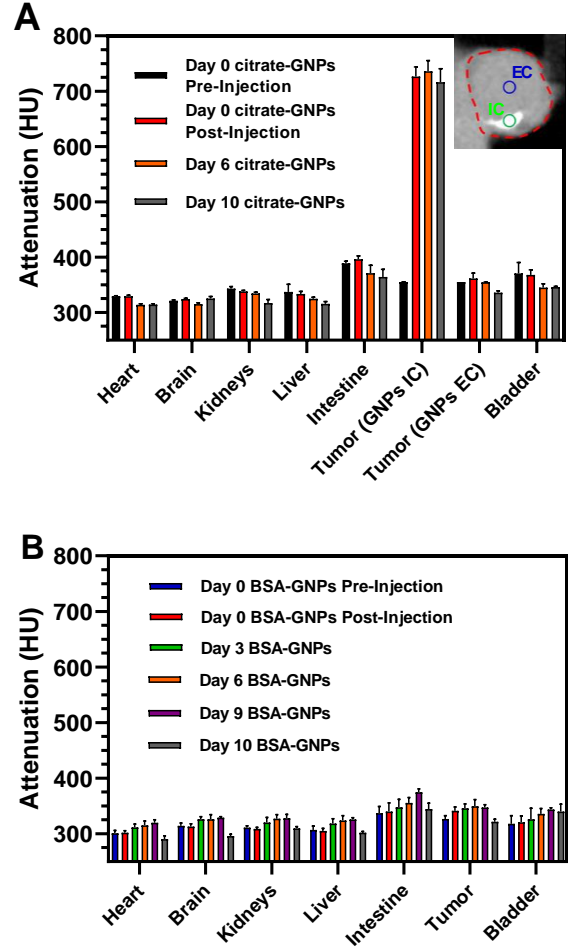 A
800
700
600
500
400
300
Attenuation (HU)
Day 0 citrate-GNPs
Pre-Injection
Day 0 citrate-GNPs
Post-Injection
Day 6 citrate-GNPs
Day 10 citrate-GNPs
EC
IC
Heart
Brain
Kidneys
Liver
Intestine
Tumor (GNPs IC)
Tumor (GNPs EC)
Bladder
B
800
700
600
500
400
300
Attenuation (HU)
Day 0 BSA-GNPs Pre-Injection
Day 0 BSA-GNPs Post-Injection
Day 3 BSA-GNPs
Day 6 BSA-GNPs
Day 9 BSA-GNPs
Day 10 BSA-GNPs
Heart
Brain
Kidneys
Liver
Intestine
Tumor
Bladder